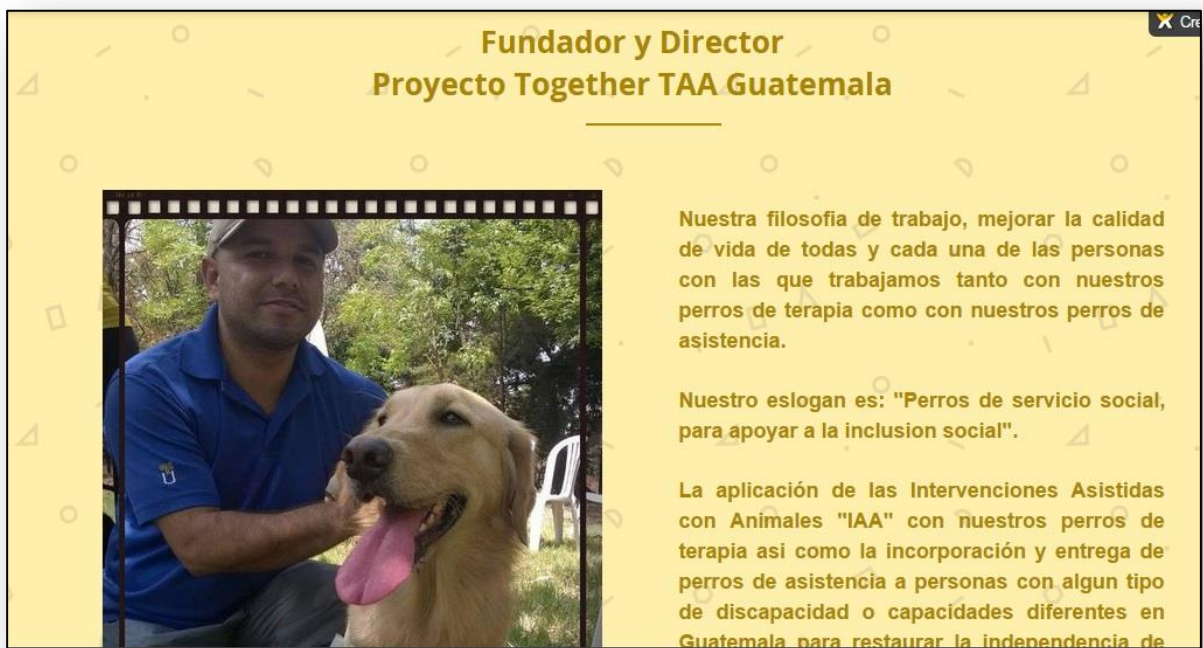 Cre
Fundador y Director
Proyecto Together TAA Guatemala
Nuestra filosofia de trabajo, mejorar la calidad
de vida de todas y cada una de las personas
con las que trabajamos tanto con nuestros
perros de terapia como con nuestros perros de
asistencia.
Nuestro eslogan es: "Perros de servicio social,
para apoyar a la inclusion social".
La aplicación de las Intervenciones Asistidas
con Animales "IAA" con nuestros perros de
terapia asi como la incorporación y entrega de
perros de asistencia a personas con algun tipo
de discapacidad o capacidades diferentes en
Guatemala para restaurar la independencia de